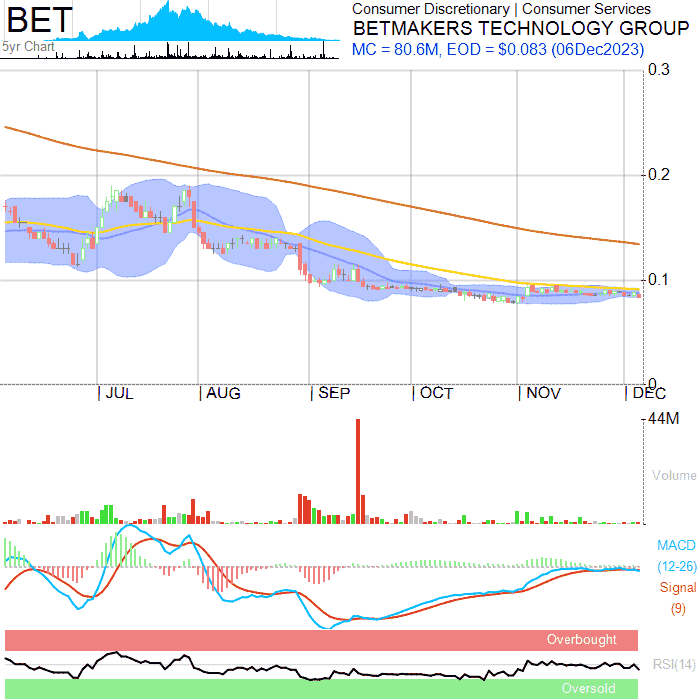 BET
5yr Chart
Consumer Discretionary | Consumer Services
BETMAKERS TECHNOLOGY GROUP
MC = 80.6M, EOD = $0.083 (06Dec2023)
0.3
0.2
0.1
0
| JUL | AUG | SEP | OCT | NOV | DEC
44M
Volume
MACD
(12-26)
Signal
(9)
Overbought
RSI(14)
Oversold